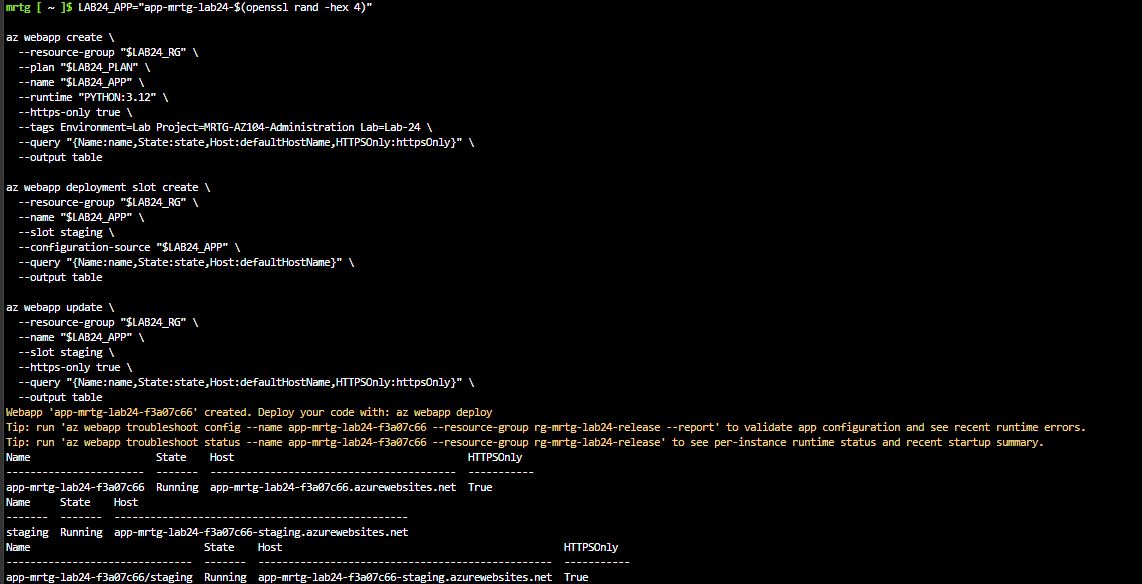 mrtg [ ~ ]$ LAB24_APP="app-mrtg-lab24-$(openssl rand -hex 4)"
az webapp create \
--resource-group "$LAB24_RG" \
--plan "$LAB24_PLAN" \
--name "$LAB24_APP" \
--runtime "PYTHON:3.12" \
--https-only true \
--tags Environment=Lab Project=MRTG-AZ104-Administration Lab=Lab-24 \
--query "{Name:name,State:state,Host:defaultHostName,HTTPSOnly:httpsOnly}" \
--output table
az webapp deployment slot create \
--resource-group "$LAB24_RG" \
--name "$LAB24_APP" \
--slot staging \
--configuration-source "$LAB24_APP" \
--query "{Name:name,State:state,Host:defaultHostName}" \
--output table
az webapp update \
--resource-group "$LAB24_RG" \
--name "$LAB24_APP" \
--slot staging \
--https-only true \
--query "{Name:name,State:state,Host:defaultHostName,HTTPSOnly:httpsOnly}" \
--output table
Webapp 'app-mrtg-lab24-f3a07c66' created. Deploy your code with: az webapp deploy
Tip: run 'az webapp troubleshoot config --name app-mrtg-lab24-f3a07c66 --resource-group rg-mrtg-lab24-release --report' to validate app configuration and see recent runtime errors.
Tip: run 'az webapp troubleshoot status --name app-mrtg-lab24-f3a07c66 --resource-group rg-mrtg-lab24-release' to see per-instance runtime status and recent startup summary.
Name State Host HTTPSOnly
----------------------- ------- ----------------------------------------- -----------
app-mrtg-lab24-f3a07c66 Running app-mrtg-lab24-f3a07c66.azurewebsites.net True
Name State Host
------- ------- -------------------------------------------------
staging Running app-mrtg-lab24-f3a07c66-staging.azurewebsites.net
Name State Host HTTPSOnly
------------------------------- ------- ------------------------------------------------- -----------
app-mrtg-lab24-f3a07c66/staging Running app-mrtg-lab24-f3a07c66-staging.azurewebsites.net True